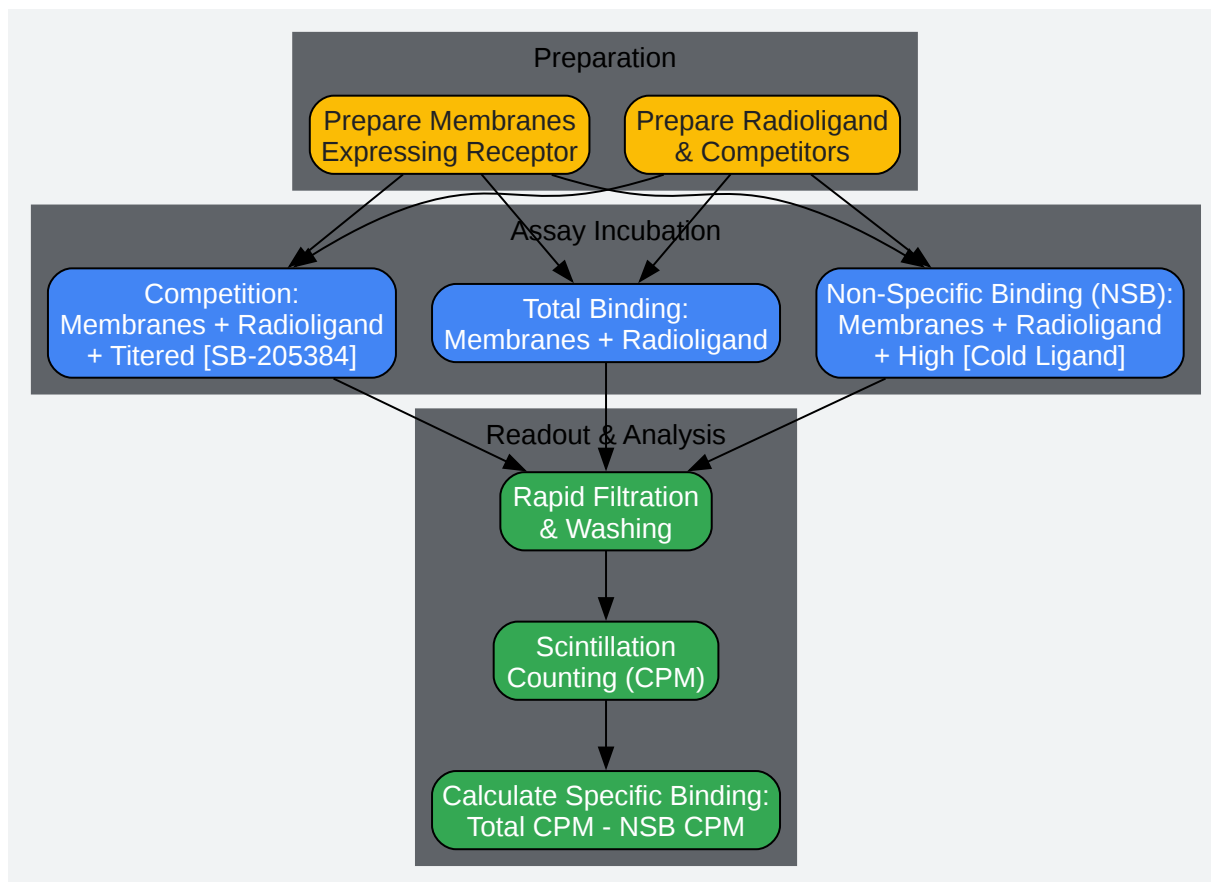 Preparation
Prepare Membranes
Expressing Receptor
Prepare Radioligand
& Competitors
Assay Incubation
Competition:
Membranes + Radioligand
+ Titered [SB-205384]
Total Binding:
Membranes + Radioligand
Non-Specific Binding (NSB):
Membranes + Radioligand
+ High [Cold Ligand]
Readout & Analysis
Rapid Filtration
& Washing
Scintillation
Counting (CPM)
Calculate Specific Binding:
Total CPM - NSB CPM